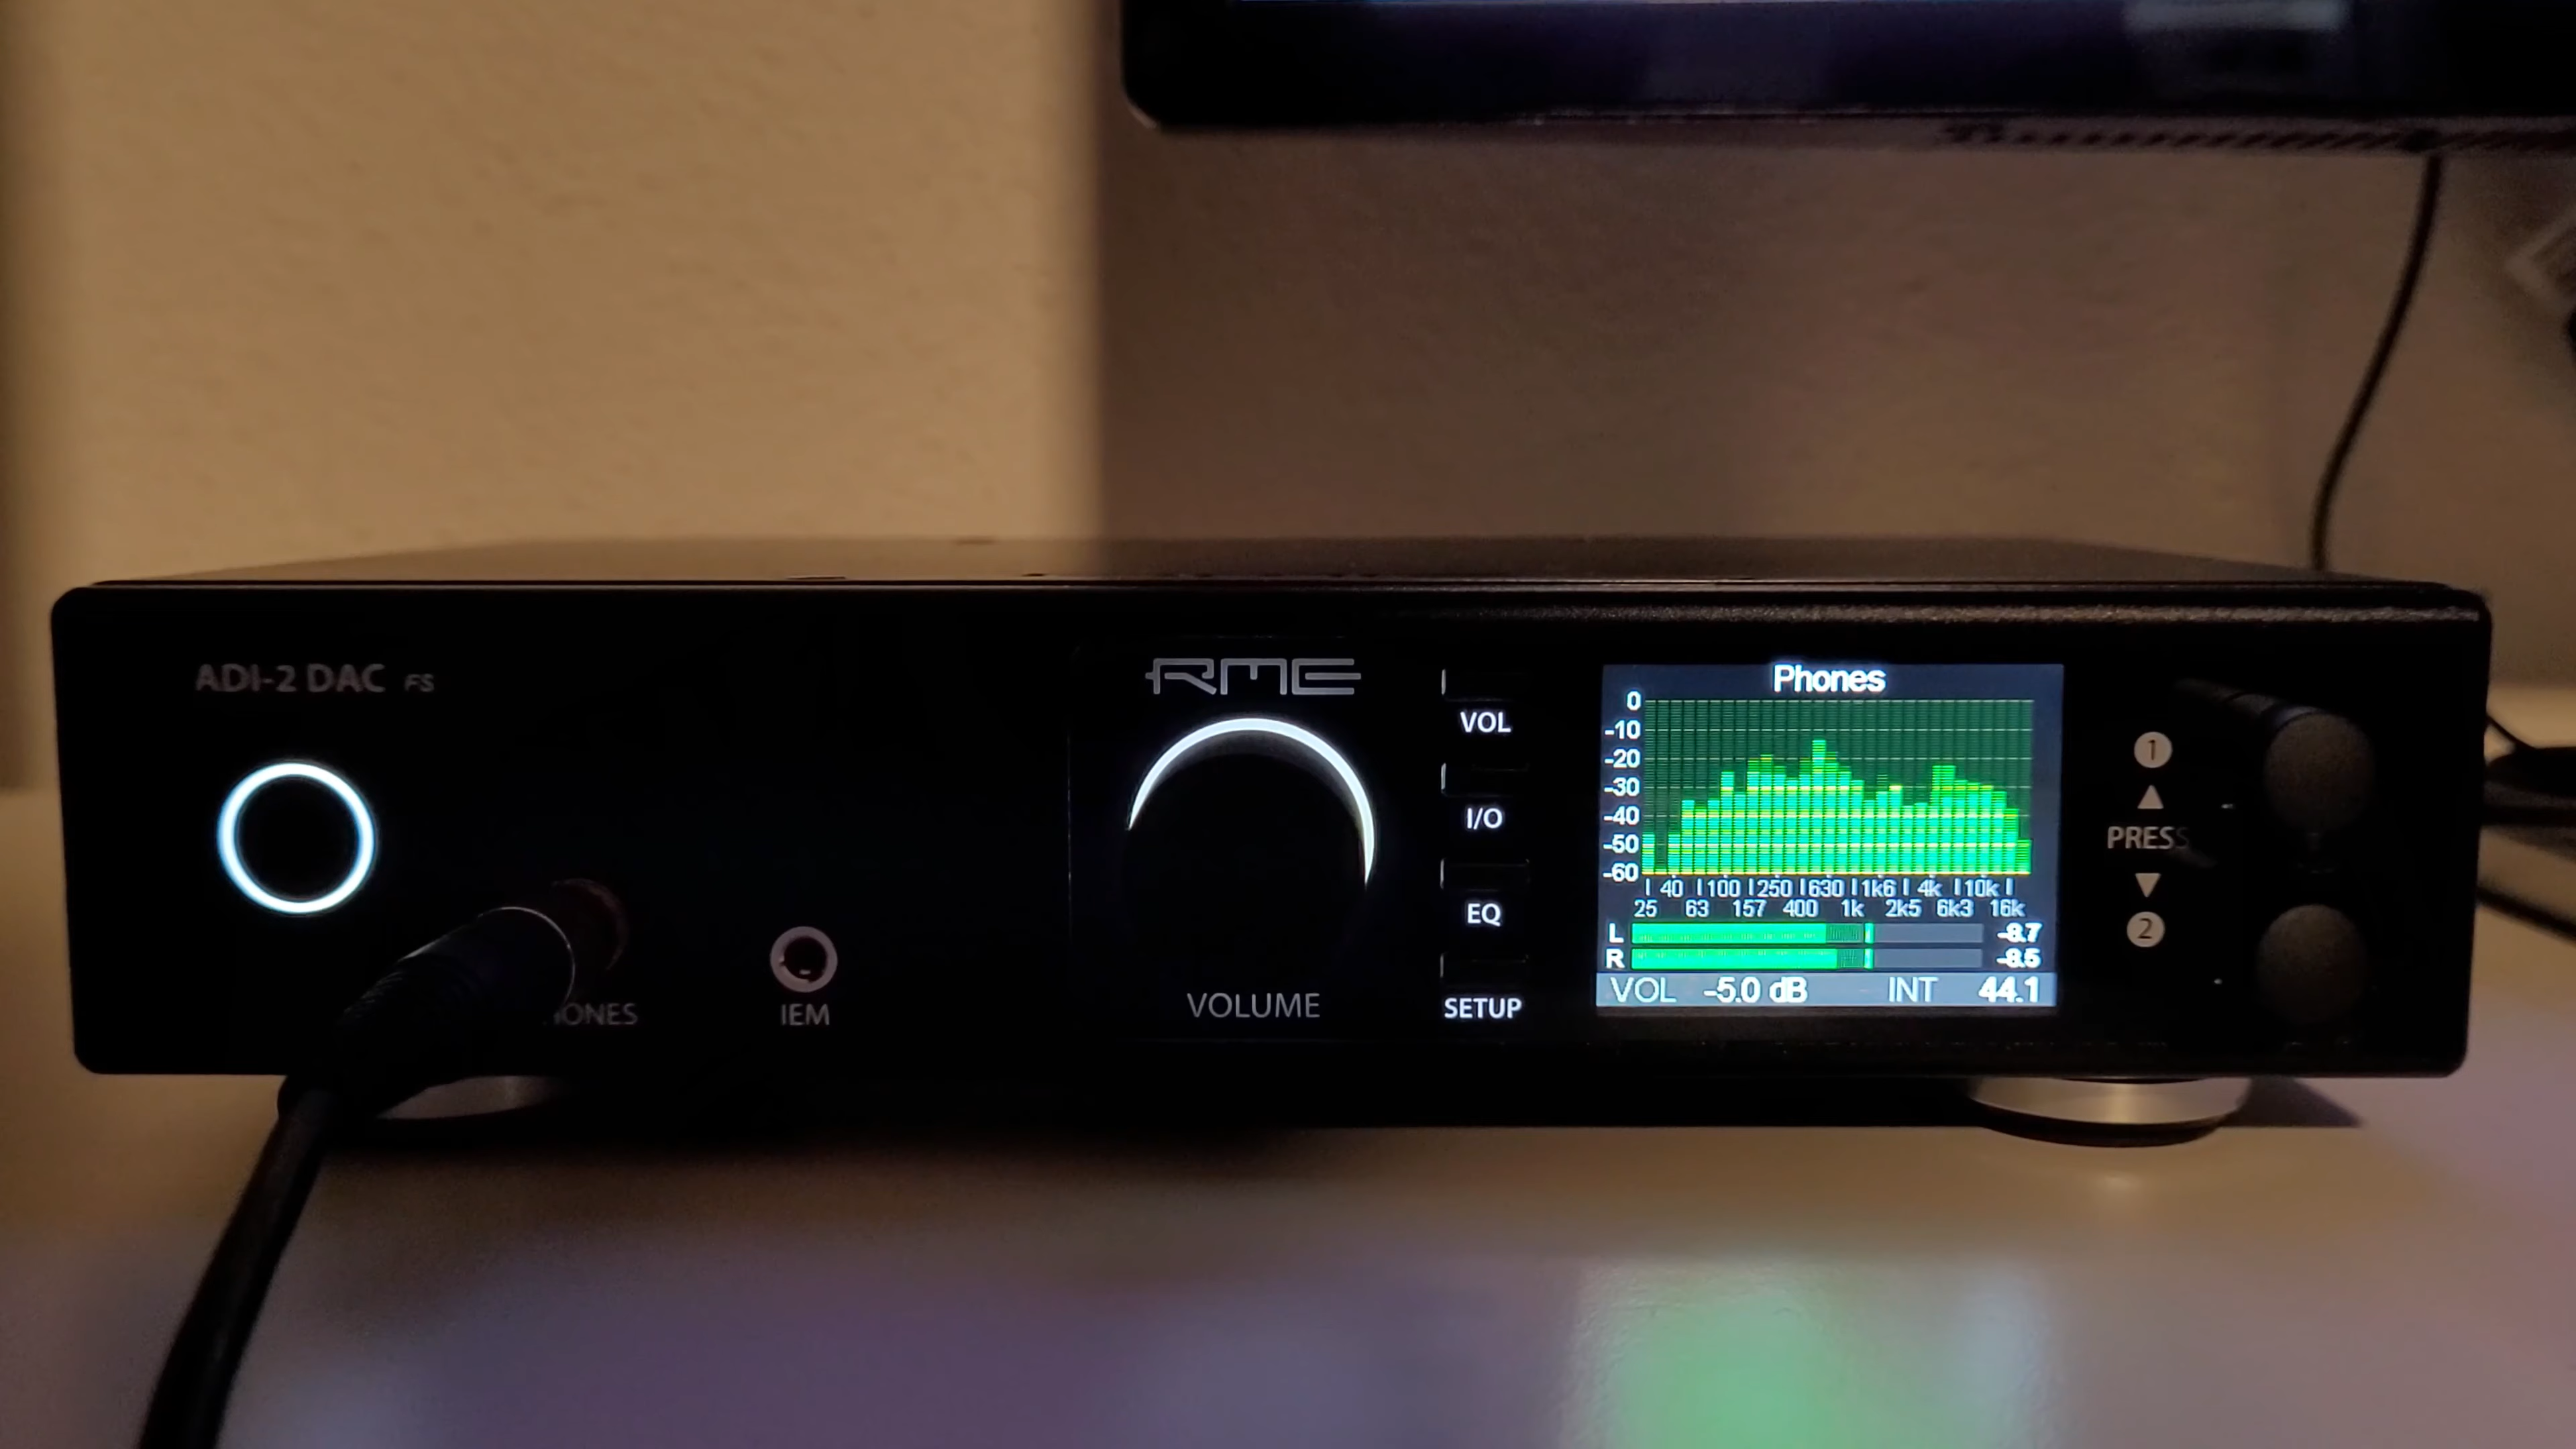 ADI-2 DAC FS
IEM
RME
VOLUME
VOL
I/O
EQ
SETUP
Phones
0
-10
-20
-30
-40
-50
-60
40 100 250 630 1k6 4k 10k
25 63 157 400 1k 2k5 6k3 16k
L -8.7
R -8.5
VOL -5.0 dB INT 44.1
1
PRESS
2